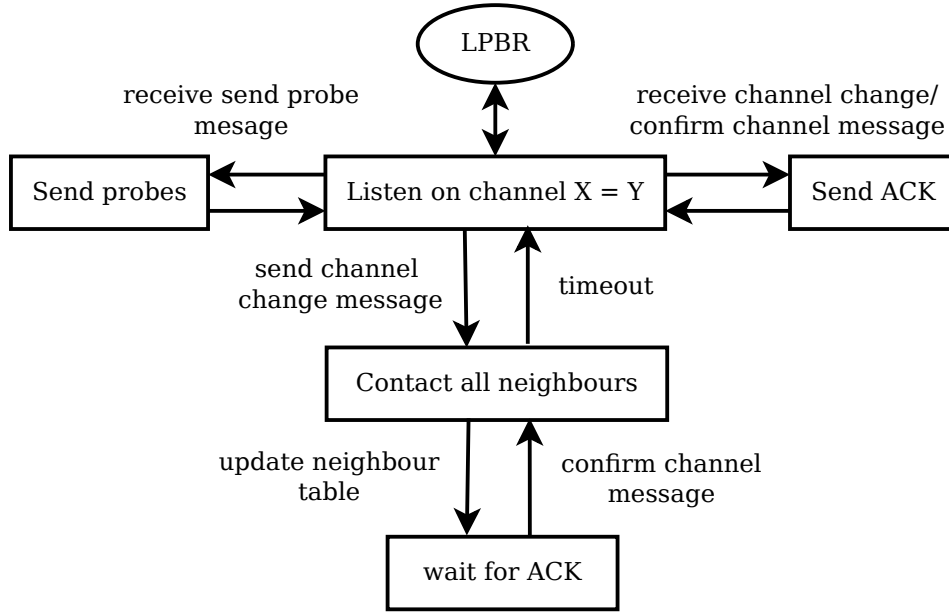 LPBR
receive send probe
mesage
receive channel change/
confirm channel message
Send probes
Listen on channel X = Y
Send ACK
send channel
change message
timeout
Contact all neighbours
update neighbour
table
confirm channel
message
wait for ACK